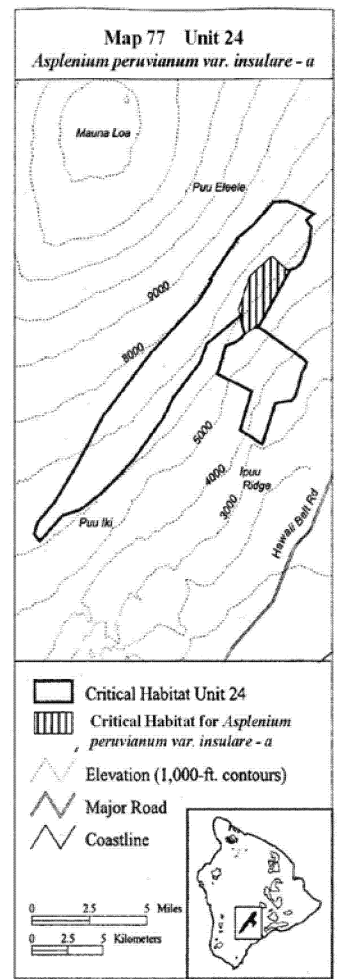 Map 77 Unit 24
Asplenium peruvianum var. insulare - a
Mauna Loa
Puu Eleele
9000
8000
5000
4000
3000
Ipuu
Ridge
Puu Iki
Hawaii Belt Rd
Critical Habitat Unit 24
Critical Habitat for Asplenium
peruvianum var. insulare - a
Elevation (1,000-ft. contours)
Major Road
Coastline
0 2.5 5 Miles
0 2.5 5 Kilometers